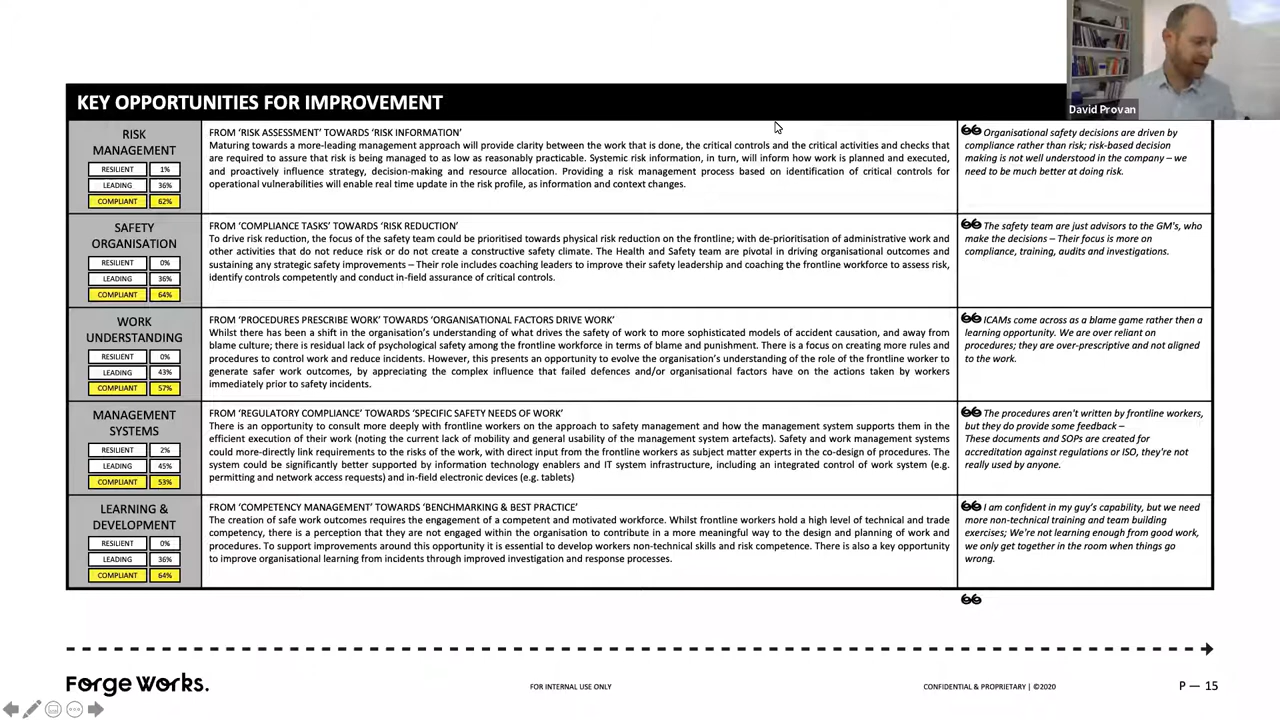 David Provan
KEY OPPORTUNITIES FOR IMPROVEMENT
RISK
MANAGEMENT
RESILIENT 1%
LEADING 36%
COMPLIANT 62%
FROM ‘RISK ASSESSMENT’ TOWARDS ‘RISK INFORMATION’
Maturing towards a more-leading management approach will provide clarity between the work that is done, the critical controls and the critical activities and checks that
are required to assure that risk is being managed to as low as reasonably practicable. Systemic risk information, in turn, will inform how work is planned and executed,
and proactively influence strategy, decision-making and resource allocation. Providing a risk management process based on identification of critical controls for
operational vulnerabilities will enable real time update in the risk profile, as information and context changes.
Organisational safety decisions are driven by
compliance rather than risk; risk-based decision
making is not well understood in the company – we
need to be much better at doing risk.
SAFETY
ORGANISATION
RESILIENT 0%
LEADING 36%
COMPLIANT 64%
FROM ‘COMPLIANCE TASKS’ TOWARDS ‘RISK REDUCTION’
To drive risk reduction, the focus of the safety team could be prioritised towards physical risk reduction on the frontline; with de-prioritisation of administrative work and
other activities that do not reduce risk or do not create a constructive safety climate. The Health and Safety team are pivotal in driving organisational outcomes and
sustaining any strategic safety improvements – Their role includes coaching leaders to improve their safety leadership and coaching the frontline workforce to assess risk,
identify controls competently and conduct in-field assurance of critical controls.
The safety team are just advisors to the GM's, who
make the decisions – Their focus is more on
compliance, training, audits and investigations.
WORK
UNDERSTANDING
RESILIENT 0%
LEADING 43%
COMPLIANT 57%
FROM ‘PROCEDURES PRESCRIBE WORK’ TOWARDS ‘ORGANISATIONAL FACTORS DRIVE WORK’
Whilst there has been a shift in the organisation’s understanding of what drives the safety of work to more sophisticated models of accident causation, and away from
blame culture; there is residual lack of psychological safety among the frontline workforce in terms of blame and punishment. There is a focus on creating more rules and
procedures to control work and reduce incidents. However, this presents an opportunity to evolve the organisation’s understanding of the role of the frontline worker to
generate safer work outcomes, by appreciating the complex influence that failed defences and/or organisational factors have on the actions taken by workers
immediately prior to safety incidents.
ICAMs come across as a blame game rather then a
learning opportunity. We are over reliant on
procedures; they are over-prescriptive and not aligned
to the work.
MANAGEMENT
SYSTEMS
RESILIENT 2%
LEADING 45%
COMPLIANT 53%
FROM ‘REGULATORY COMPLIANCE’ TOWARDS ‘SPECIFIC SAFETY NEEDS OF WORK’
There is an opportunity to consult more deeply with frontline workers on the approach to safety management and how the management system supports them in the
efficient execution of their work (noting the current lack of mobility and general usability of the management system artefacts). Safety and work management systems
could more-directly link requirements to the risks of the work, with direct input from the frontline workers as subject matter experts in the co-design of procedures. The
system could be significantly better supported by information technology enablers and IT system infrastructure, including an integrated control of work system (e.g.
permitting and network access requests) and in-field electronic devices (e.g. tablets)
The procedures aren't written by frontline workers,
but they do provide some feedback –
These documents and SOPs are created for
accreditation against regulations or ISO, they're not
really used by anyone.
LEARNING &
DEVELOPMENT
RESILIENT 0%
LEADING 36%
COMPLIANT 64%
FROM ‘COMPETENCY MANAGEMENT’ TOWARDS ‘BENCHMARKING & BEST PRACTICE’
The creation of safe work outcomes requires the engagement of a competent and motivated workforce. Whilst frontline workers hold a high level of technical and trade
competency, there is a perception that they are not engaged within the organisation to contribute in a more meaningful way to the design and planning of work and
procedures. To support improvements around this opportunity it is essential to develop workers non-technical skills and risk competence. There is also a key opportunity
to improve organisational learning from incidents through improved investigation and response processes.
I am confident in my guy’s capability, but we need
more non-technical training and team building
exercises; We're not learning enough from good work,
we only get together in the room when things go
wrong.
Forge Works.
FOR INTERNAL USE ONLY
CONFIDENTIAL & PROPRIETARY | ©2020
P — 15